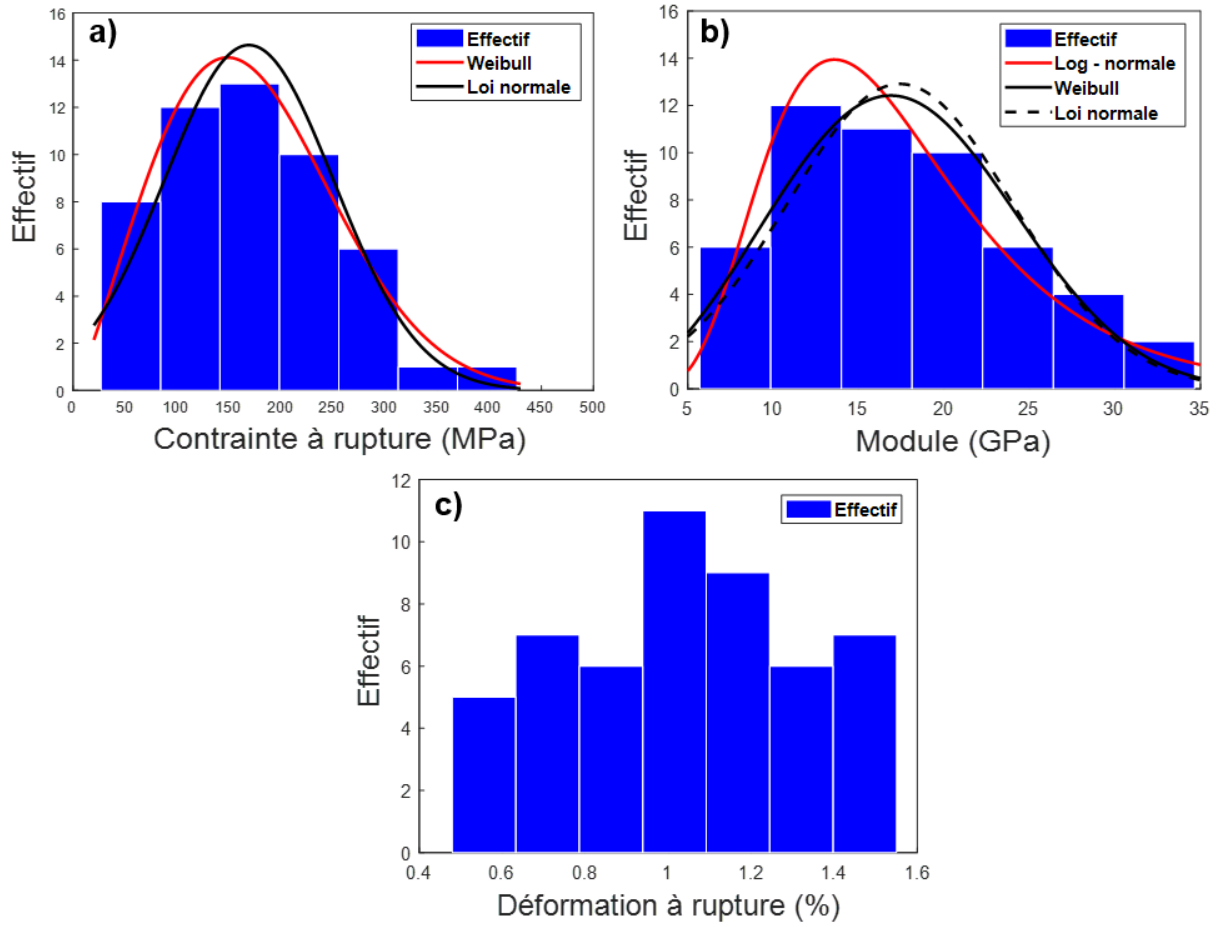 a)
Effectif
Weibull
Loi normale
16
14
12
10
8
6
4
2
0
Effectif
0 50 100 150 200 250 300 350 400 450 500
Contrainte à rupture (MPa)
b)
Effectif
Log - normale
Weibull
Loi normale
16
14
12
10
8
6
4
2
0
Effectif
5 10 15 20 25 30 35
Module (GPa)
c)
Effectif
12
10
8
6
4
2
0
Effectif
0.4 0.6 0.8 1 1.2 1.4 1.6
Déformation à rupture (%)